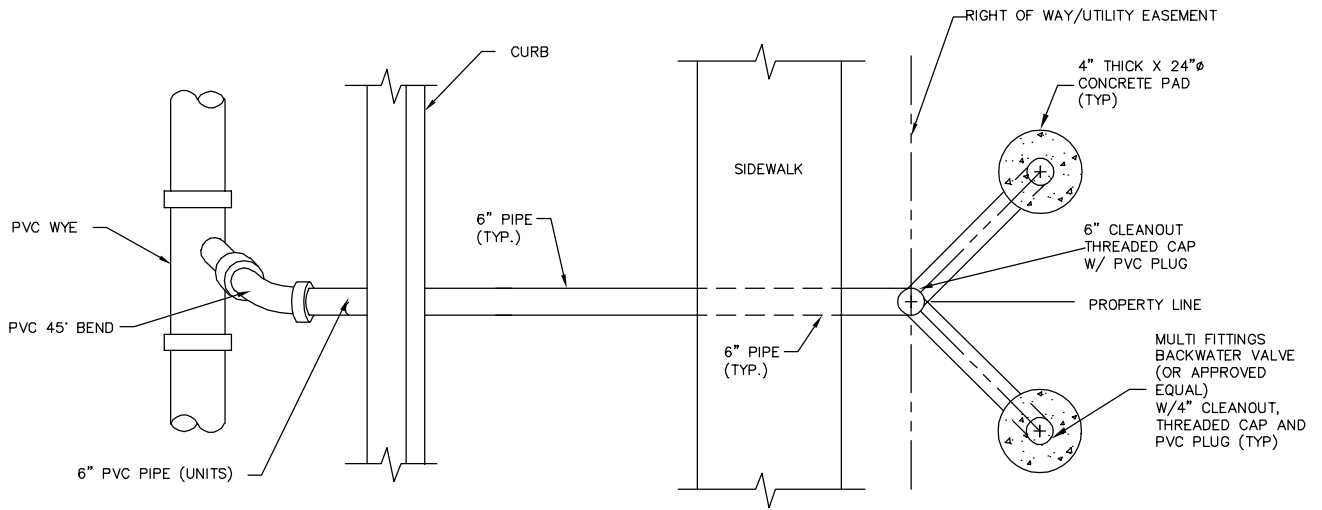 RIGHT OF WAY/UTILITY EASEMENT
CURB
4" THICK X 24"ø
CONCRETE PAD
(TYP)
SIDEWALK
PVC WYE
6" PIPE
(TYP.)
6" CLEANOUT
THREADED CAP
W/ PVC PLUG
PROPERTY LINE
PVC 45' BEND
6" PIPE
(TYP.)
MULTI FITTINGS
BACKWATER VALVE
(OR APPROVED
EQUAL)
W/4" CLEANOUT,
THREADED CAP AND
PVC PLUG (TYP)
6" PVC PIPE (UNITS)